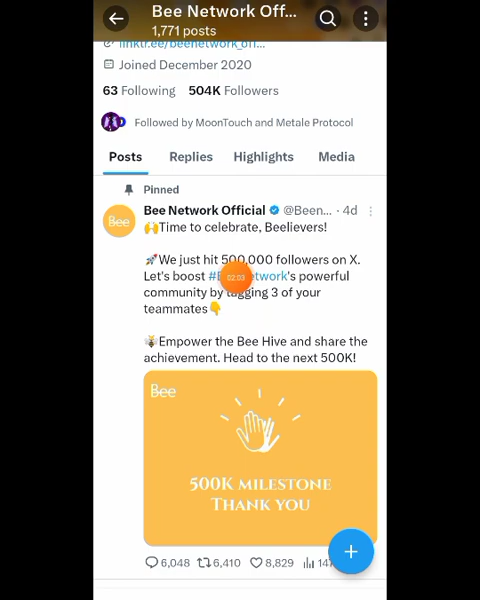 Bee Network Off...
1,771 posts
Joined December 2020
63 Following 504K Followers
Followed by MoonTouch and Metale Protocol
Posts Replies Highlights Media
Pinned
Bee Network Official @Been... · 4d
Bee
🙌Time to celebrate, Beelievers!
🚀We just hit 500,000 followers on X.
Let's boost 's powerful
02:03
community by tagging 3 of your
teammates👇
🐝Empower the Bee Hive and share the
achievement. Head to the next 500K!
Bee
500K MILESTONE
THANK YOU
6,048 6,410 8,829